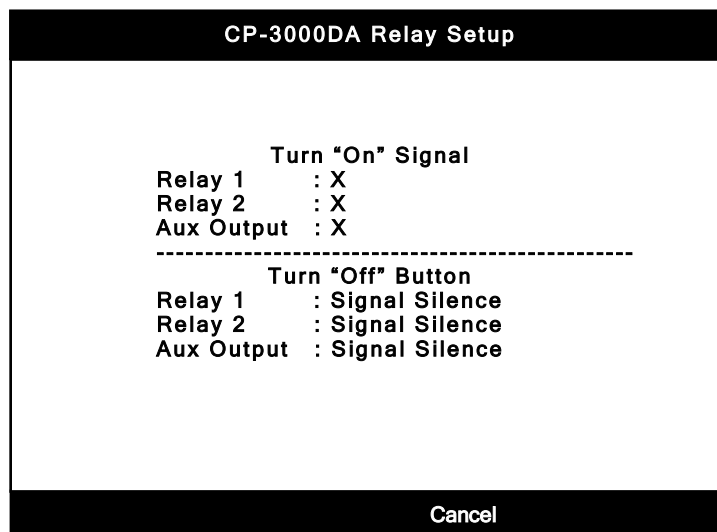 CP-3000DA Relay Setup
Turn “On” Signal
Relay 1 : X
Relay 2 : X
Aux Output : X
------------------------------------------------
Turn “Off” Button
Relay 1 : Signal Silence
Relay 2 : Signal Silence
Aux Output : Signal Silence
Cancel